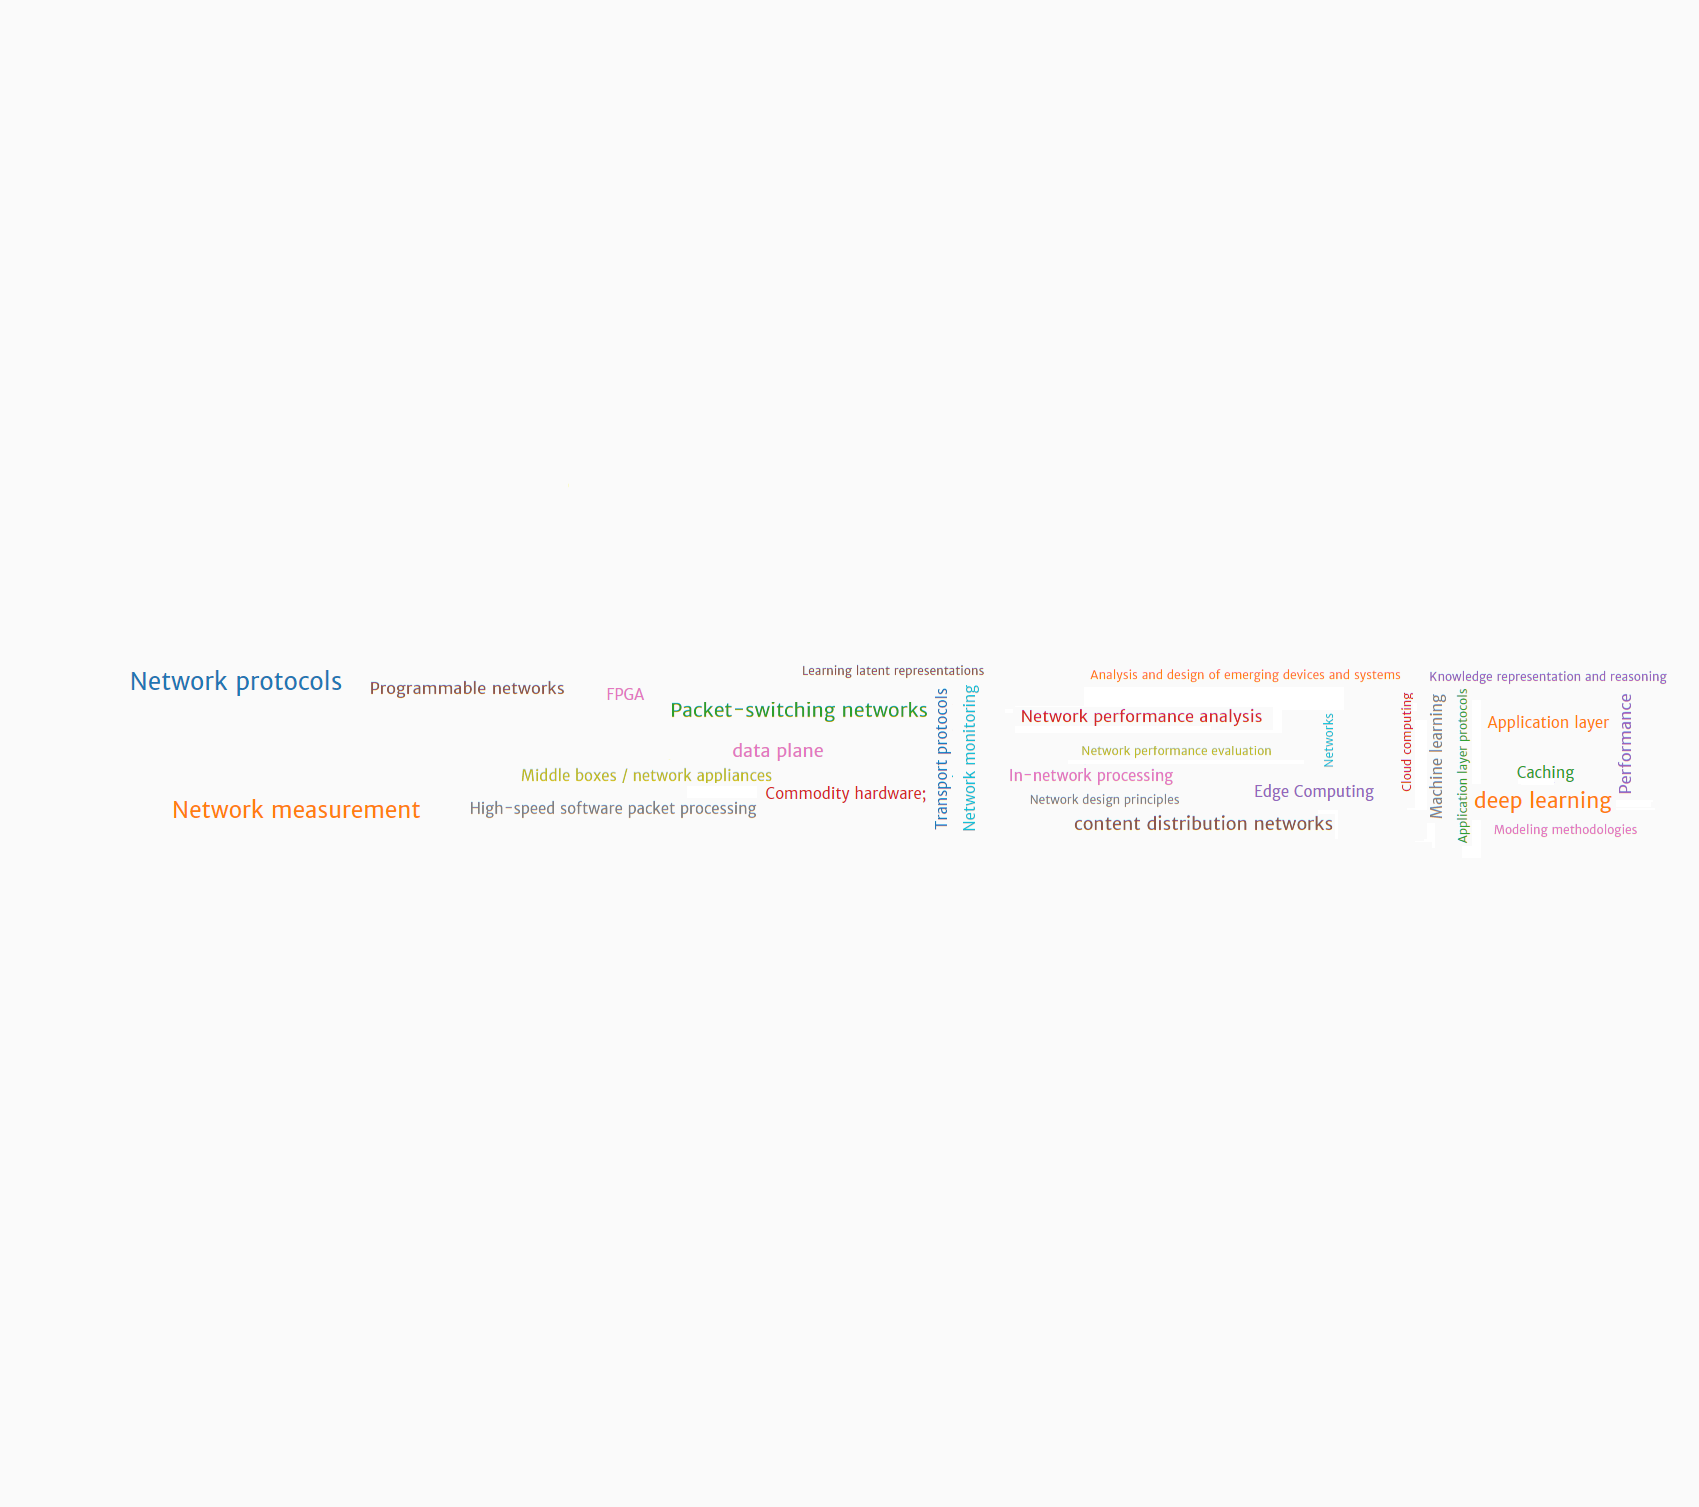 Network protocols
Programmable networks
FPGA
Learning latent representations
Packet-switching networks
data plane
Middle boxes / network appliances
Commodity hardware;
Network measurement
High-speed software packet processing
Transport protocols
Network monitoring
Analysis and design of emerging devices and systems
Network performance analysis
Network performance evaluation
In-network processing
Network design principles
Edge Computing
content distribution networks
Networks
Cloud computing
Machine learning
Application layer protocols
Knowledge representation and reasoning
Application layer
Performance
Caching
deep learning
Modeling methodologies